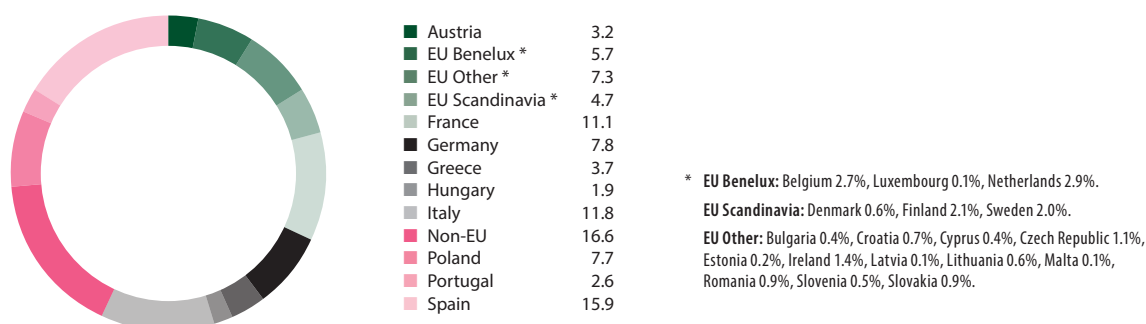 Austria 3.2
EU Benelux * 5.7
EU Other * 7.3
EU Scandinavia * 4.7
France 11.1
Germany 7.8
Greece 3.7
Hungary 1.9
Italy 11.8
Non-EU 16.6
Poland 7.7
Portugal 2.6
Spain 15.9
* EU Benelux: Belgium 2.7%, Luxembourg 0.1%, Netherlands 2.9%.
EU Scandinavia: Denmark 0.6%, Finland 2.1%, Sweden 2.0%.
EU Other: Bulgaria 0.4%, Croatia 0.7%, Cyprus 0.4%, Czech Republic 1.1%,
Estonia 0.2%, Ireland 1.4%, Latvia 0.1%, Lithuania 0.6%, Malta 0.1%,
Romania 0.9%, Slovenia 0.5%, Slovakia 0.9%.